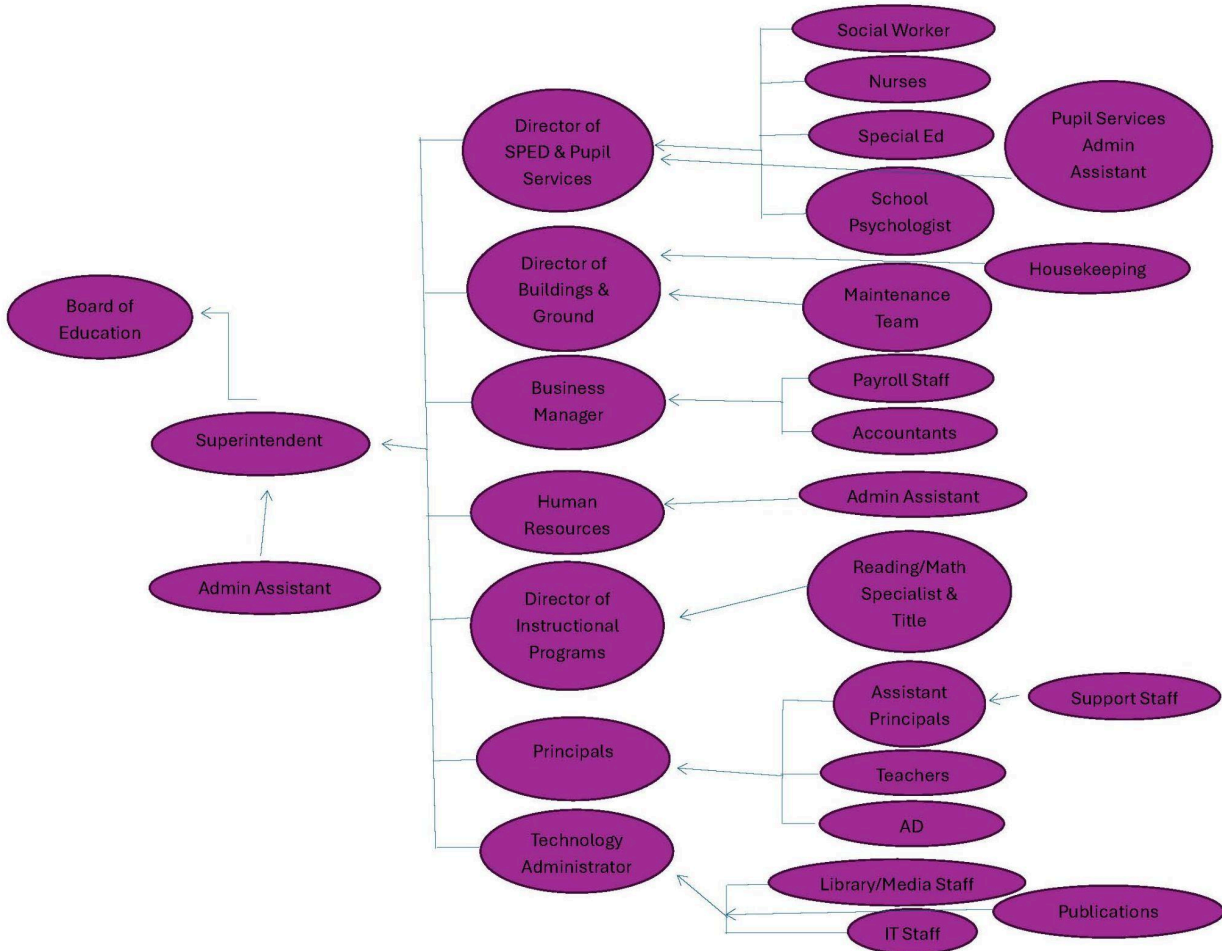 Social Worker
Nurses
Special Ed
School
Psychologist
Pupil Services
Admin
Assistant
Director of
SPED & Pupil
Services
Housekeeping
Maintenance
Team
Director of
Buildings &
Ground
Board of
Education
Payroll Staff
Accountants
Business
Manager
Superintendent
Admin Assistant
Admin Assistant
Human
Resources
Reading/Math
Specialist &
Title
Director of
Instructional
Programs
Assistant
Principals
Support Staff
Principals
Teachers
AD
Technology
Administrator
Library/Media Staff
Publications
IT Staff